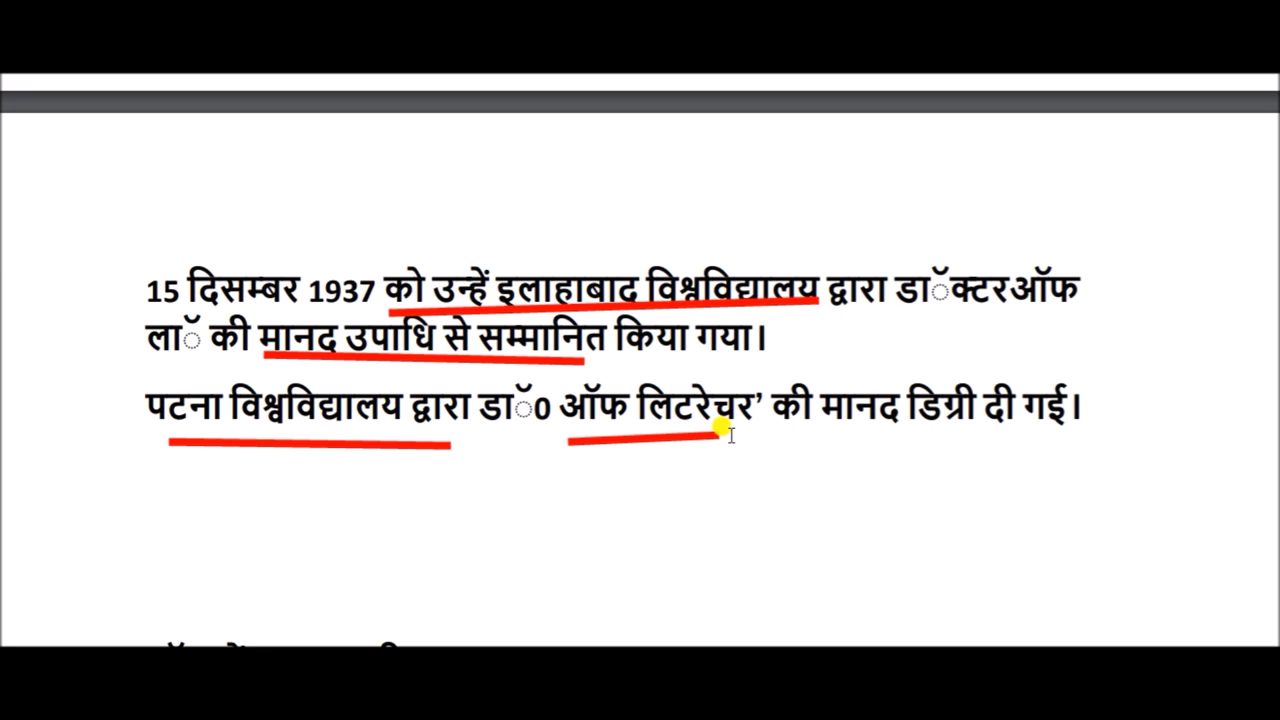 15 दिसम्बर 1937 को उन्हें इलाहाबाद विश्वविद्यालय द्वारा डाॅक्टरऑफ
लाॅ की मानद उपाधि से सम्मानित किया गया।
पटना विश्वविद्यालय द्वारा डाॅ0 ऑफ लिटरेचर’ की मानद डिग्री दी गई।